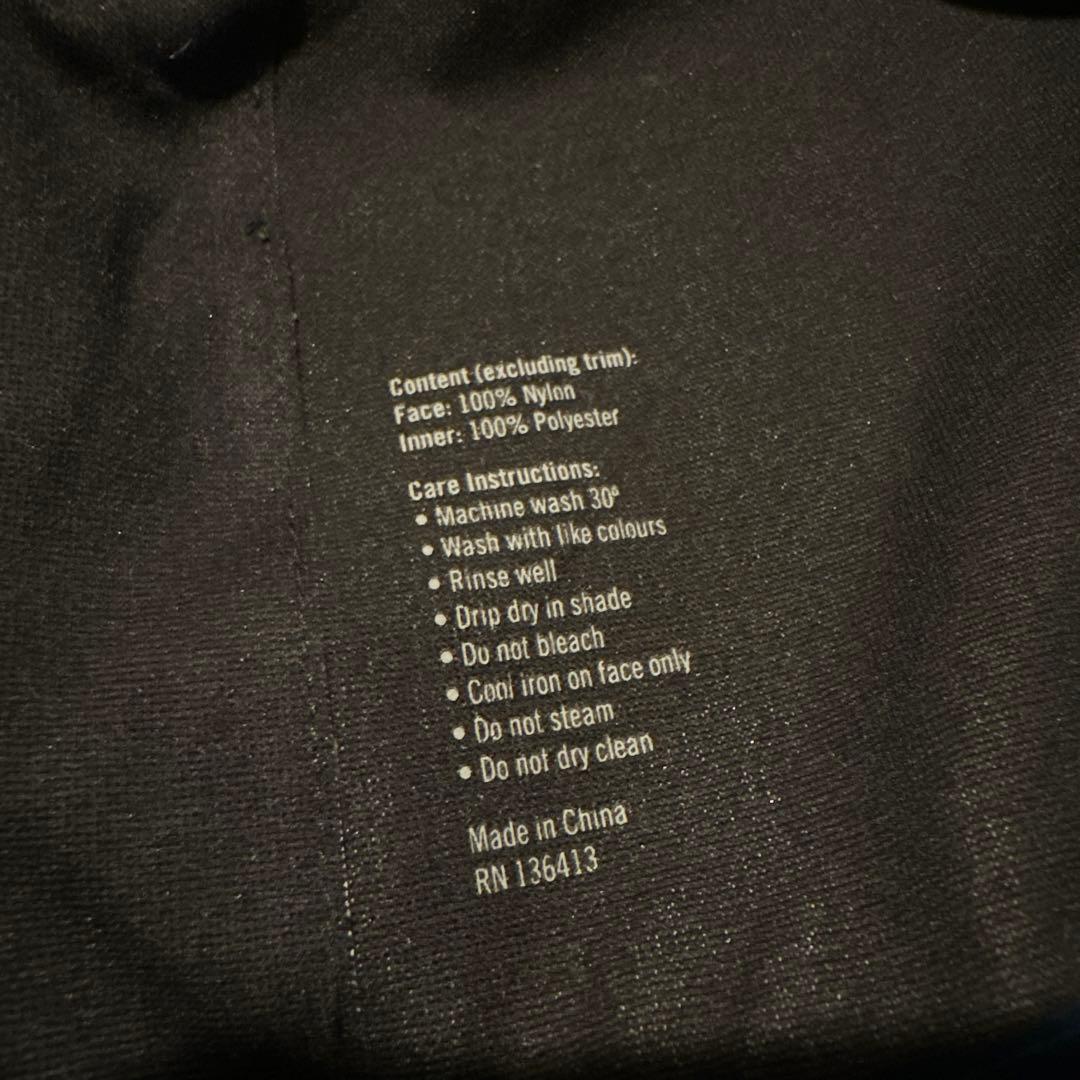 Content (excluding trim):
Face: 100% Nylon
Inner: 100% Polyester
Care Instructions:
• Machine wash 30°
• Wash with like colours
• Rinse well
• Drip dry in shade
• Do not bleach
• Cool iron on face only
• Do not steam
• Do not dry clean
Made in China
RN 136413